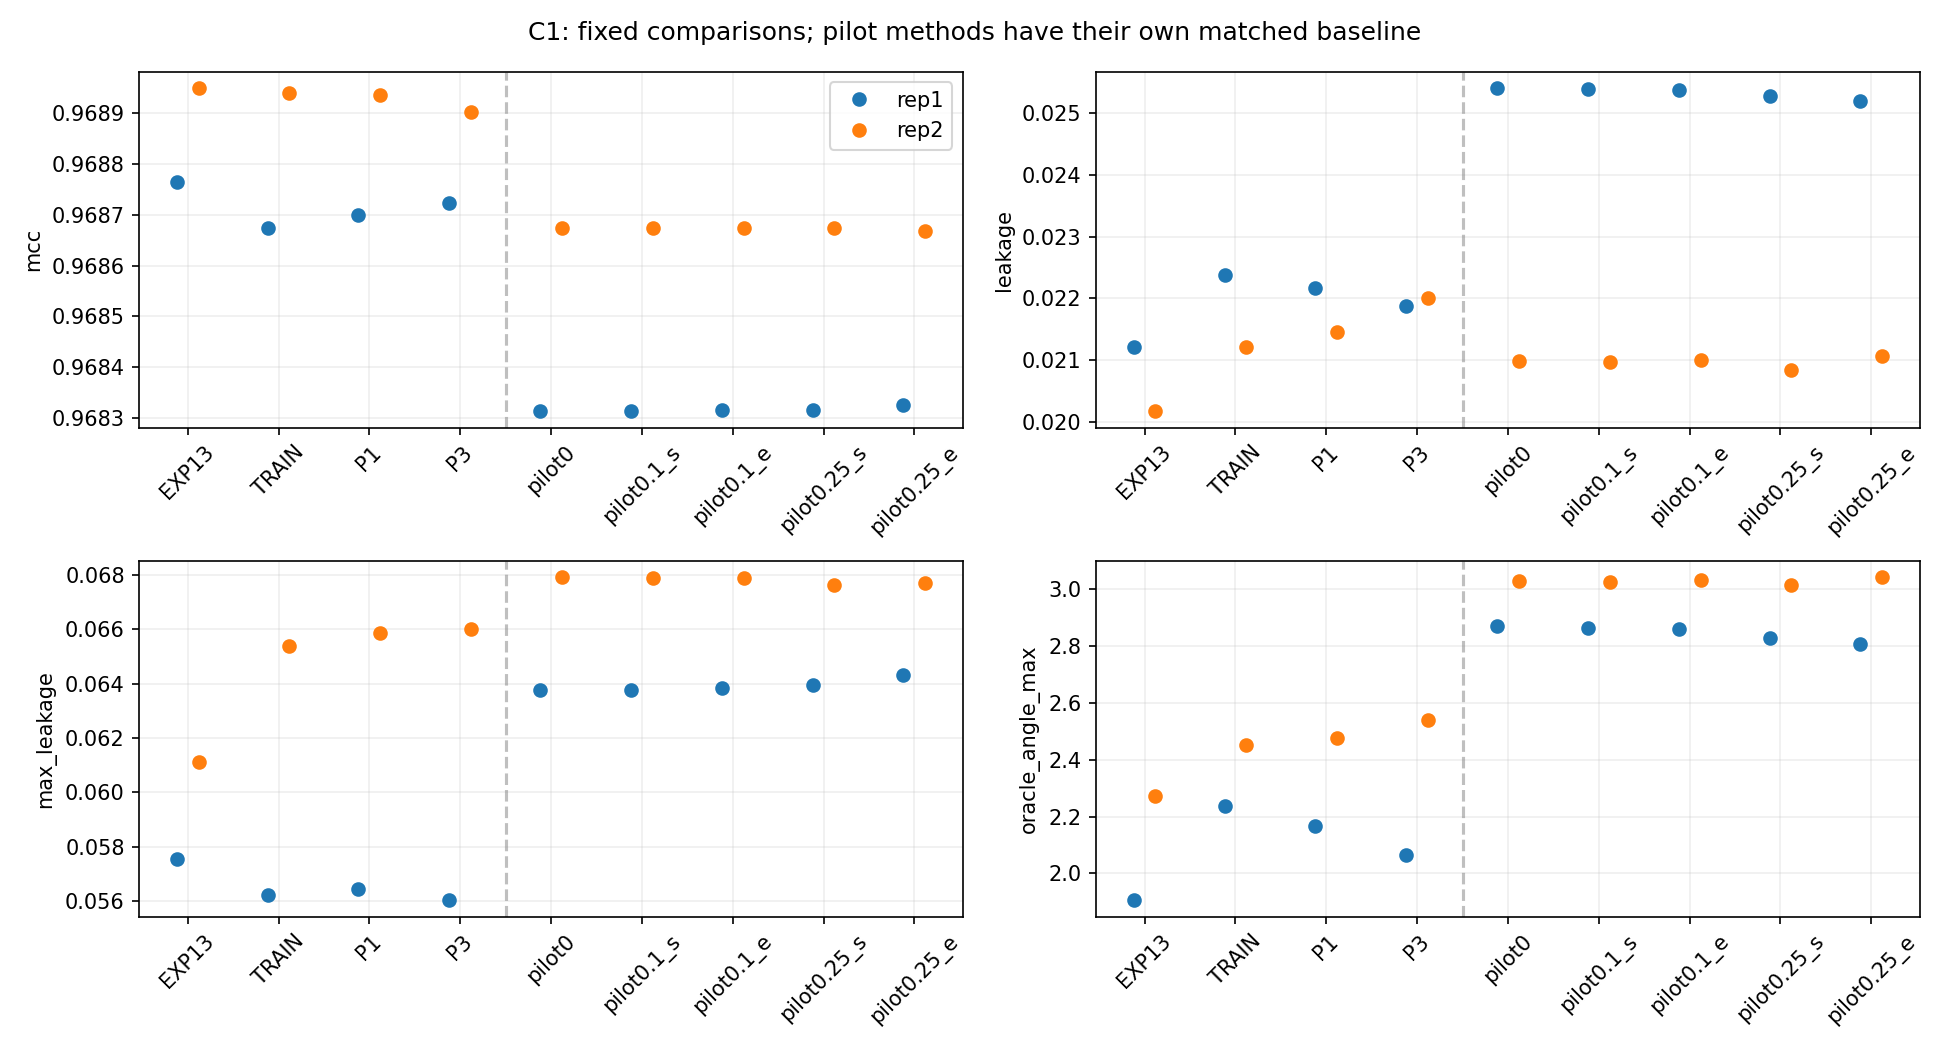 C1: fixed comparisons; pilot methods have their own matched baseline
mcc
0.9689
0.9688
0.9687
0.9686
0.9685
0.9684
0.9683
rep1
rep2
EXP13
TRAIN
P1
P3
pilot0
pilot0.1_s
pilot0.1_e
pilot0.25_s
pilot0.25_e
leakage
0.025
0.024
0.023
0.022
0.021
0.020
EXP13
TRAIN
P1
P3
pilot0
pilot0.1_s
pilot0.1_e
pilot0.25_s
pilot0.25_e
max_leakage
0.068
0.066
0.064
0.062
0.060
0.058
0.056
EXP13
TRAIN
P1
P3
pilot0
pilot0.1_s
pilot0.1_e
pilot0.25_s
pilot0.25_e
oracle_angle_max
3.0
2.8
2.6
2.4
2.2
2.0
EXP13
TRAIN
P1
P3
pilot0
pilot0.1_s
pilot0.1_e
pilot0.25_s
pilot0.25_e